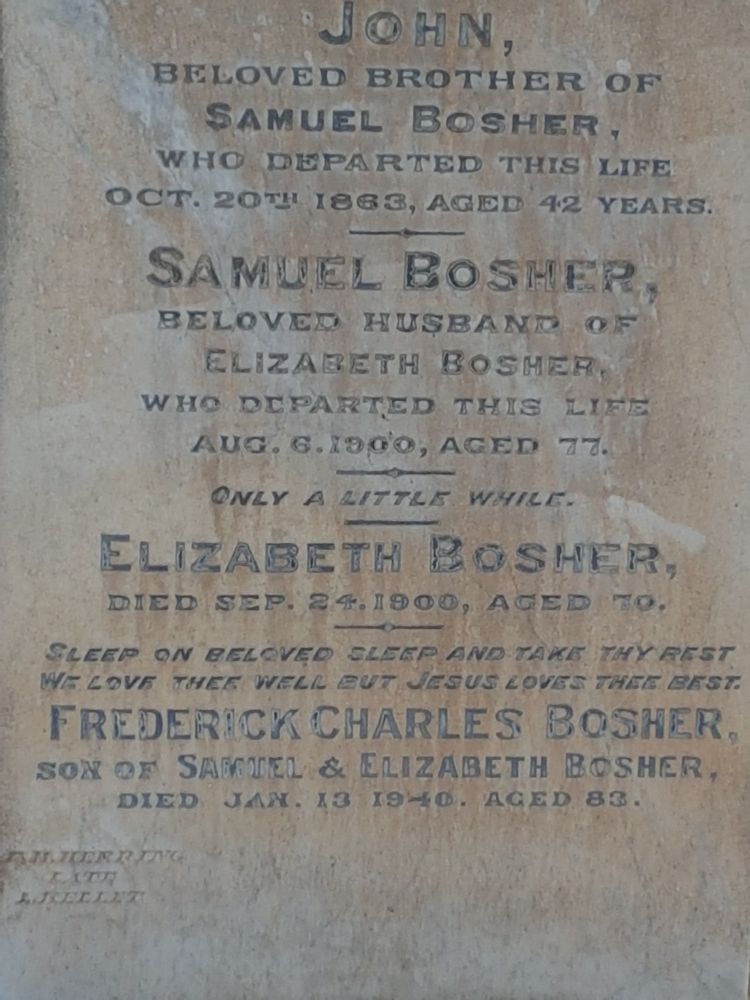 JOHN,
BELOVED BROTHER OF
SAMUEL BOSHER,
WHO DEPARTED THIS LIFE
OCT. 20TH 1863, AGED 42 YEARS.
SAMUEL BOSHER,
BELOVED HUSBAND OF
ELIZABETH BOSHER,
WHO DEPARTED THIS LIFE
AUG. 6. 1900, AGED 77.
ONLY A LITTLE WHILE.
ELIZABETH BOSHER,
DIED SEP. 24. 1900, AGED 70.
SLEEP ON BELOVED SLEEP AND TAKE THY REST
WE LOVE THEE WELL BUT JESUS LOVES THEE BEST.
FREDERICK CHARLES BOSHER,
SON OF SAMUEL & ELIZABETH BOSHER,
DIED JAN. 13 1940. AGED 83.
HERRING
LATE